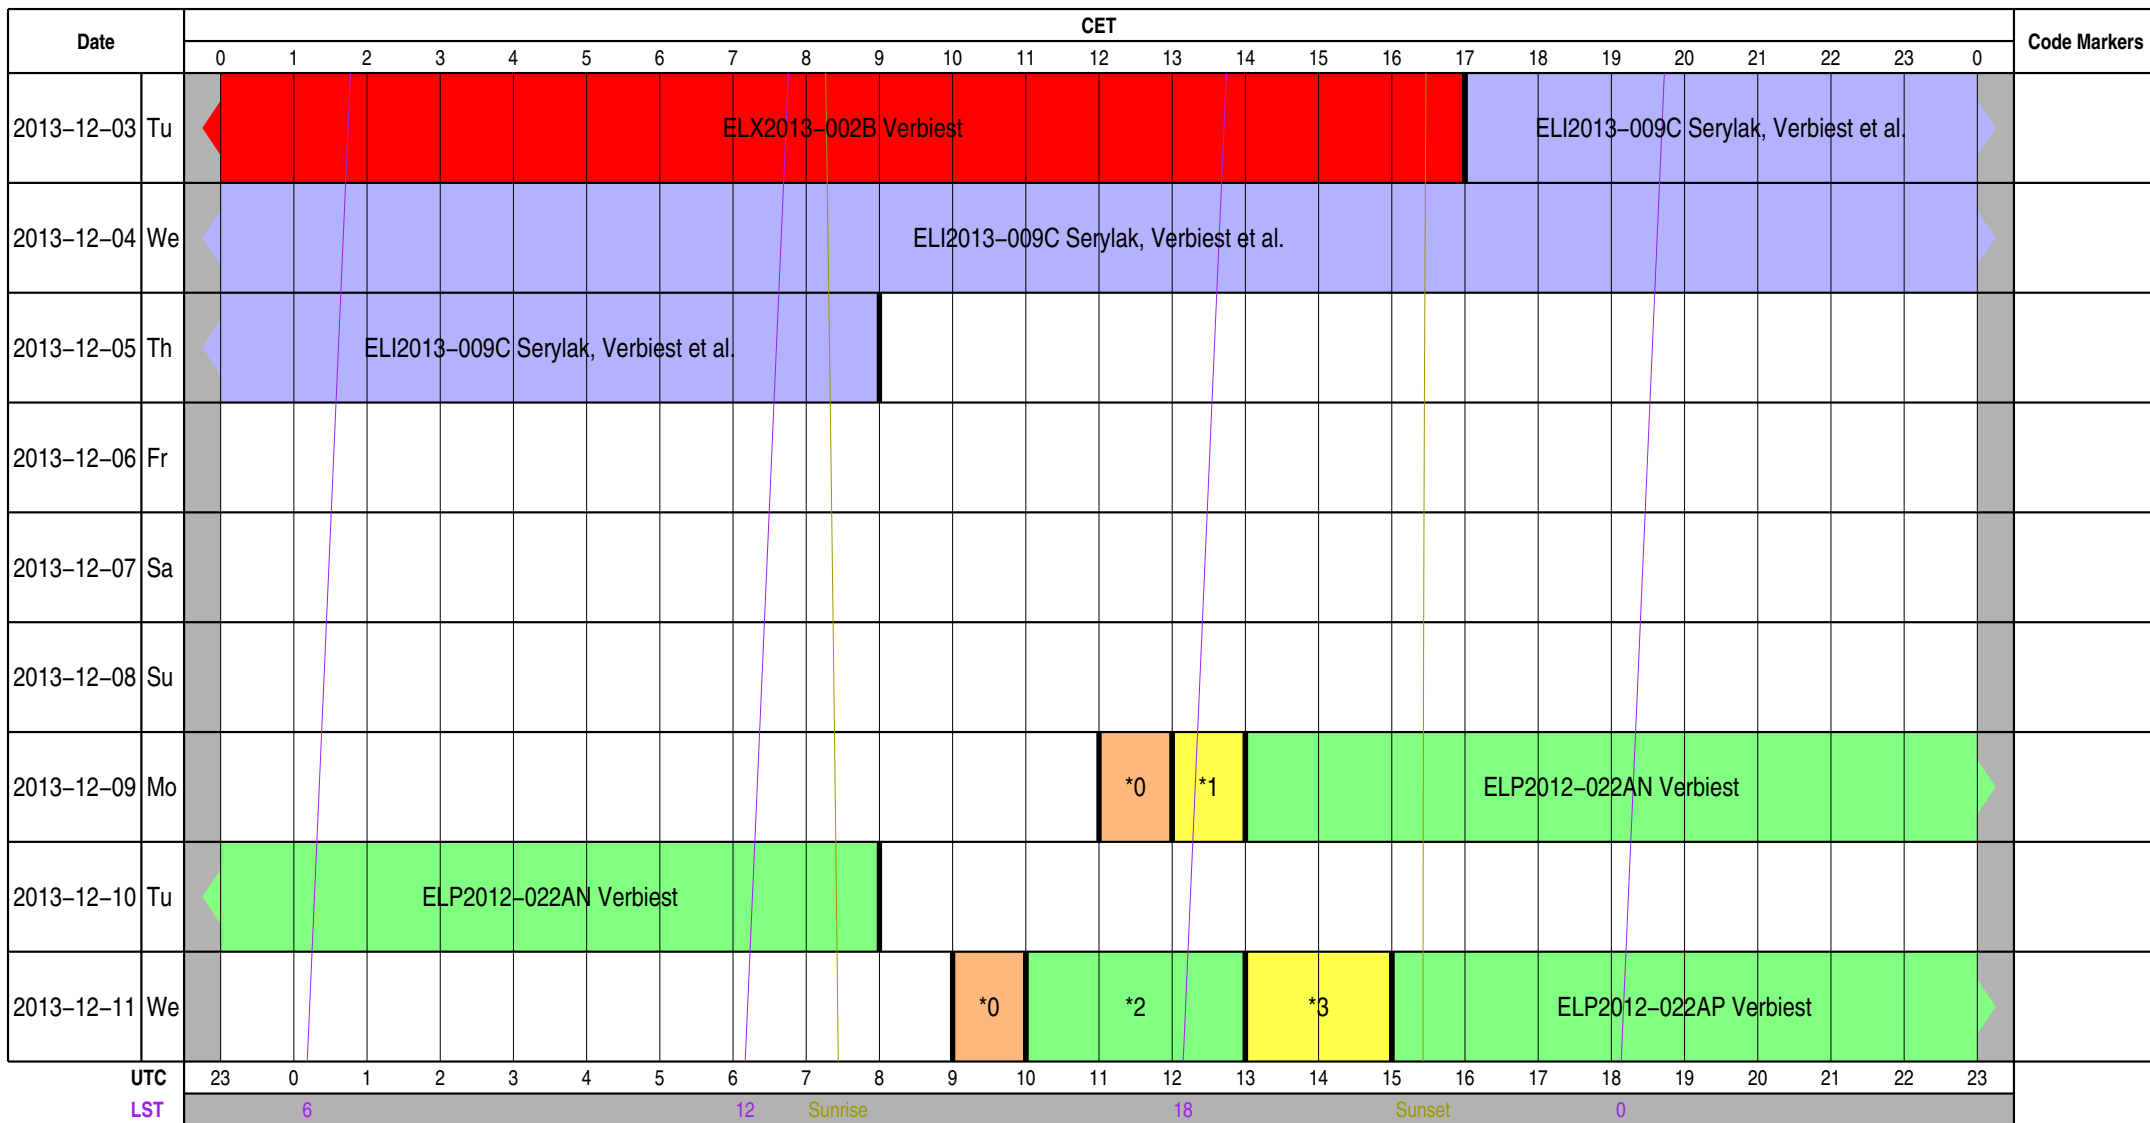 Date CET Code Markers
0 1 2 3 4 5 6 7 8 9 10 11 12 13 14 15 16 17 18 19 20 21 22 23 0
2013-12-03 Tu ELX2013-002B Verbiest ELI2013-009C Serylak, Verbiest et al.
2013-12-04 We ELI2013-009C Serylak, Verbiest et al.
2013-12-05 Th ELI2013-009C Serylak, Verbiest et al.
2013-12-06 Fr
2013-12-07 Sa
2013-12-08 Su
2013-12-09 Mo *0 *1 ELP2012-022AN Verbiest
2013-12-10 Tu ELP2012-022AN Verbiest
2013-12-11 We *0 *2 *3 ELP2012-022AP Verbiest
UTC 23 0 1 2 3 4 5 6 7 8 9 10 11 12 13 14 15 16 17 18 19 20 21 22 23
LST 6 12 Sunrise 18 Sunset 0